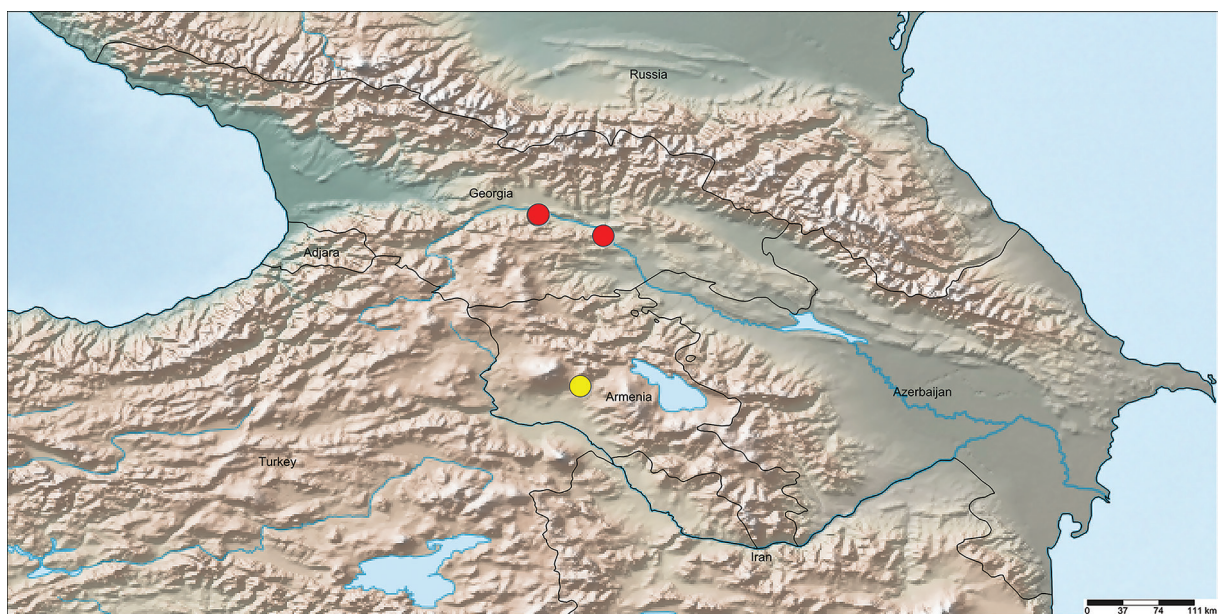 Russia
Georgia
Adjara
Armenia
Azerbaijan
Turkey
Iran
0 37 74 111 km